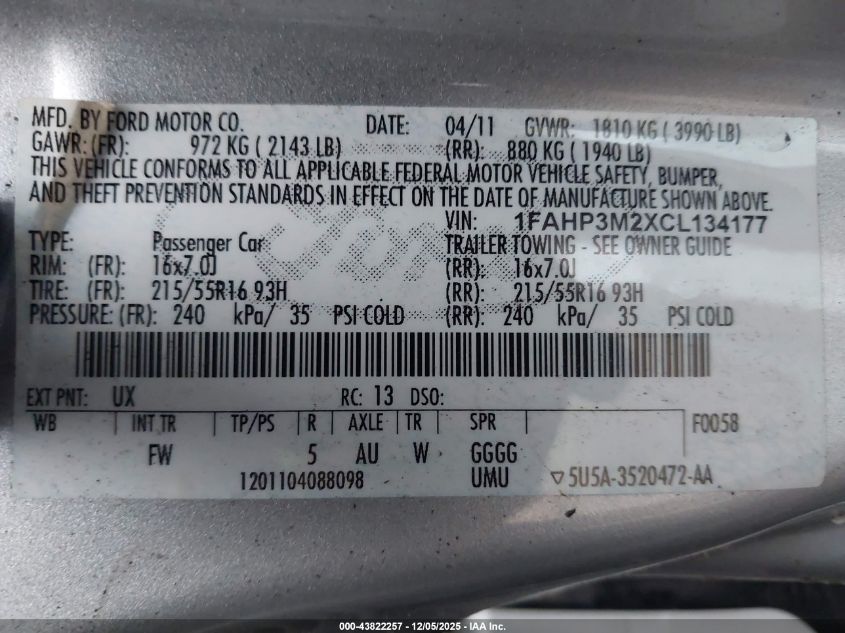 MFD. BY FORD MOTOR CO. DATE: 04/11 GVWR: 1810 KG ( 3990 LB)
GAWR: (FR): 972 KG ( 2143 LB) (RR): 880 KG ( 1940 LB)
THIS VEHICLE CONFORMS TO ALL APPLICABLE FEDERAL MOTOR VEHICLE SAFETY, BUMPER,
AND THEFT PREVENTION STANDARDS IN EFFECT ON THE DATE OF MANUFACTURE SHOWN ABOVE.
VIN: 1FAHP3M2XCL134177
TYPE: Passenger Car TRAILER TOWING - SEE OWNER GUIDE
RIM: (FR): 16x7.0J (RR): 16x7.0J
TIRE: (FR): 215/55R16 93H (RR): 215/55R16 93H
PRESSURE: (FR): 240 kPa/ 35 PSI COLD (RR): 240 kPa/ 35 PSI COLD
EXT PNT: UX RC: 13 DSO:
WB INT TR TP/PS R AXLE TR SPR F0058
FW 5 AU W GGGG
1201104088098 UMU ▽5U5A-3520472-AA
000-43822257 - 12/05/2025 - IAA Inc.